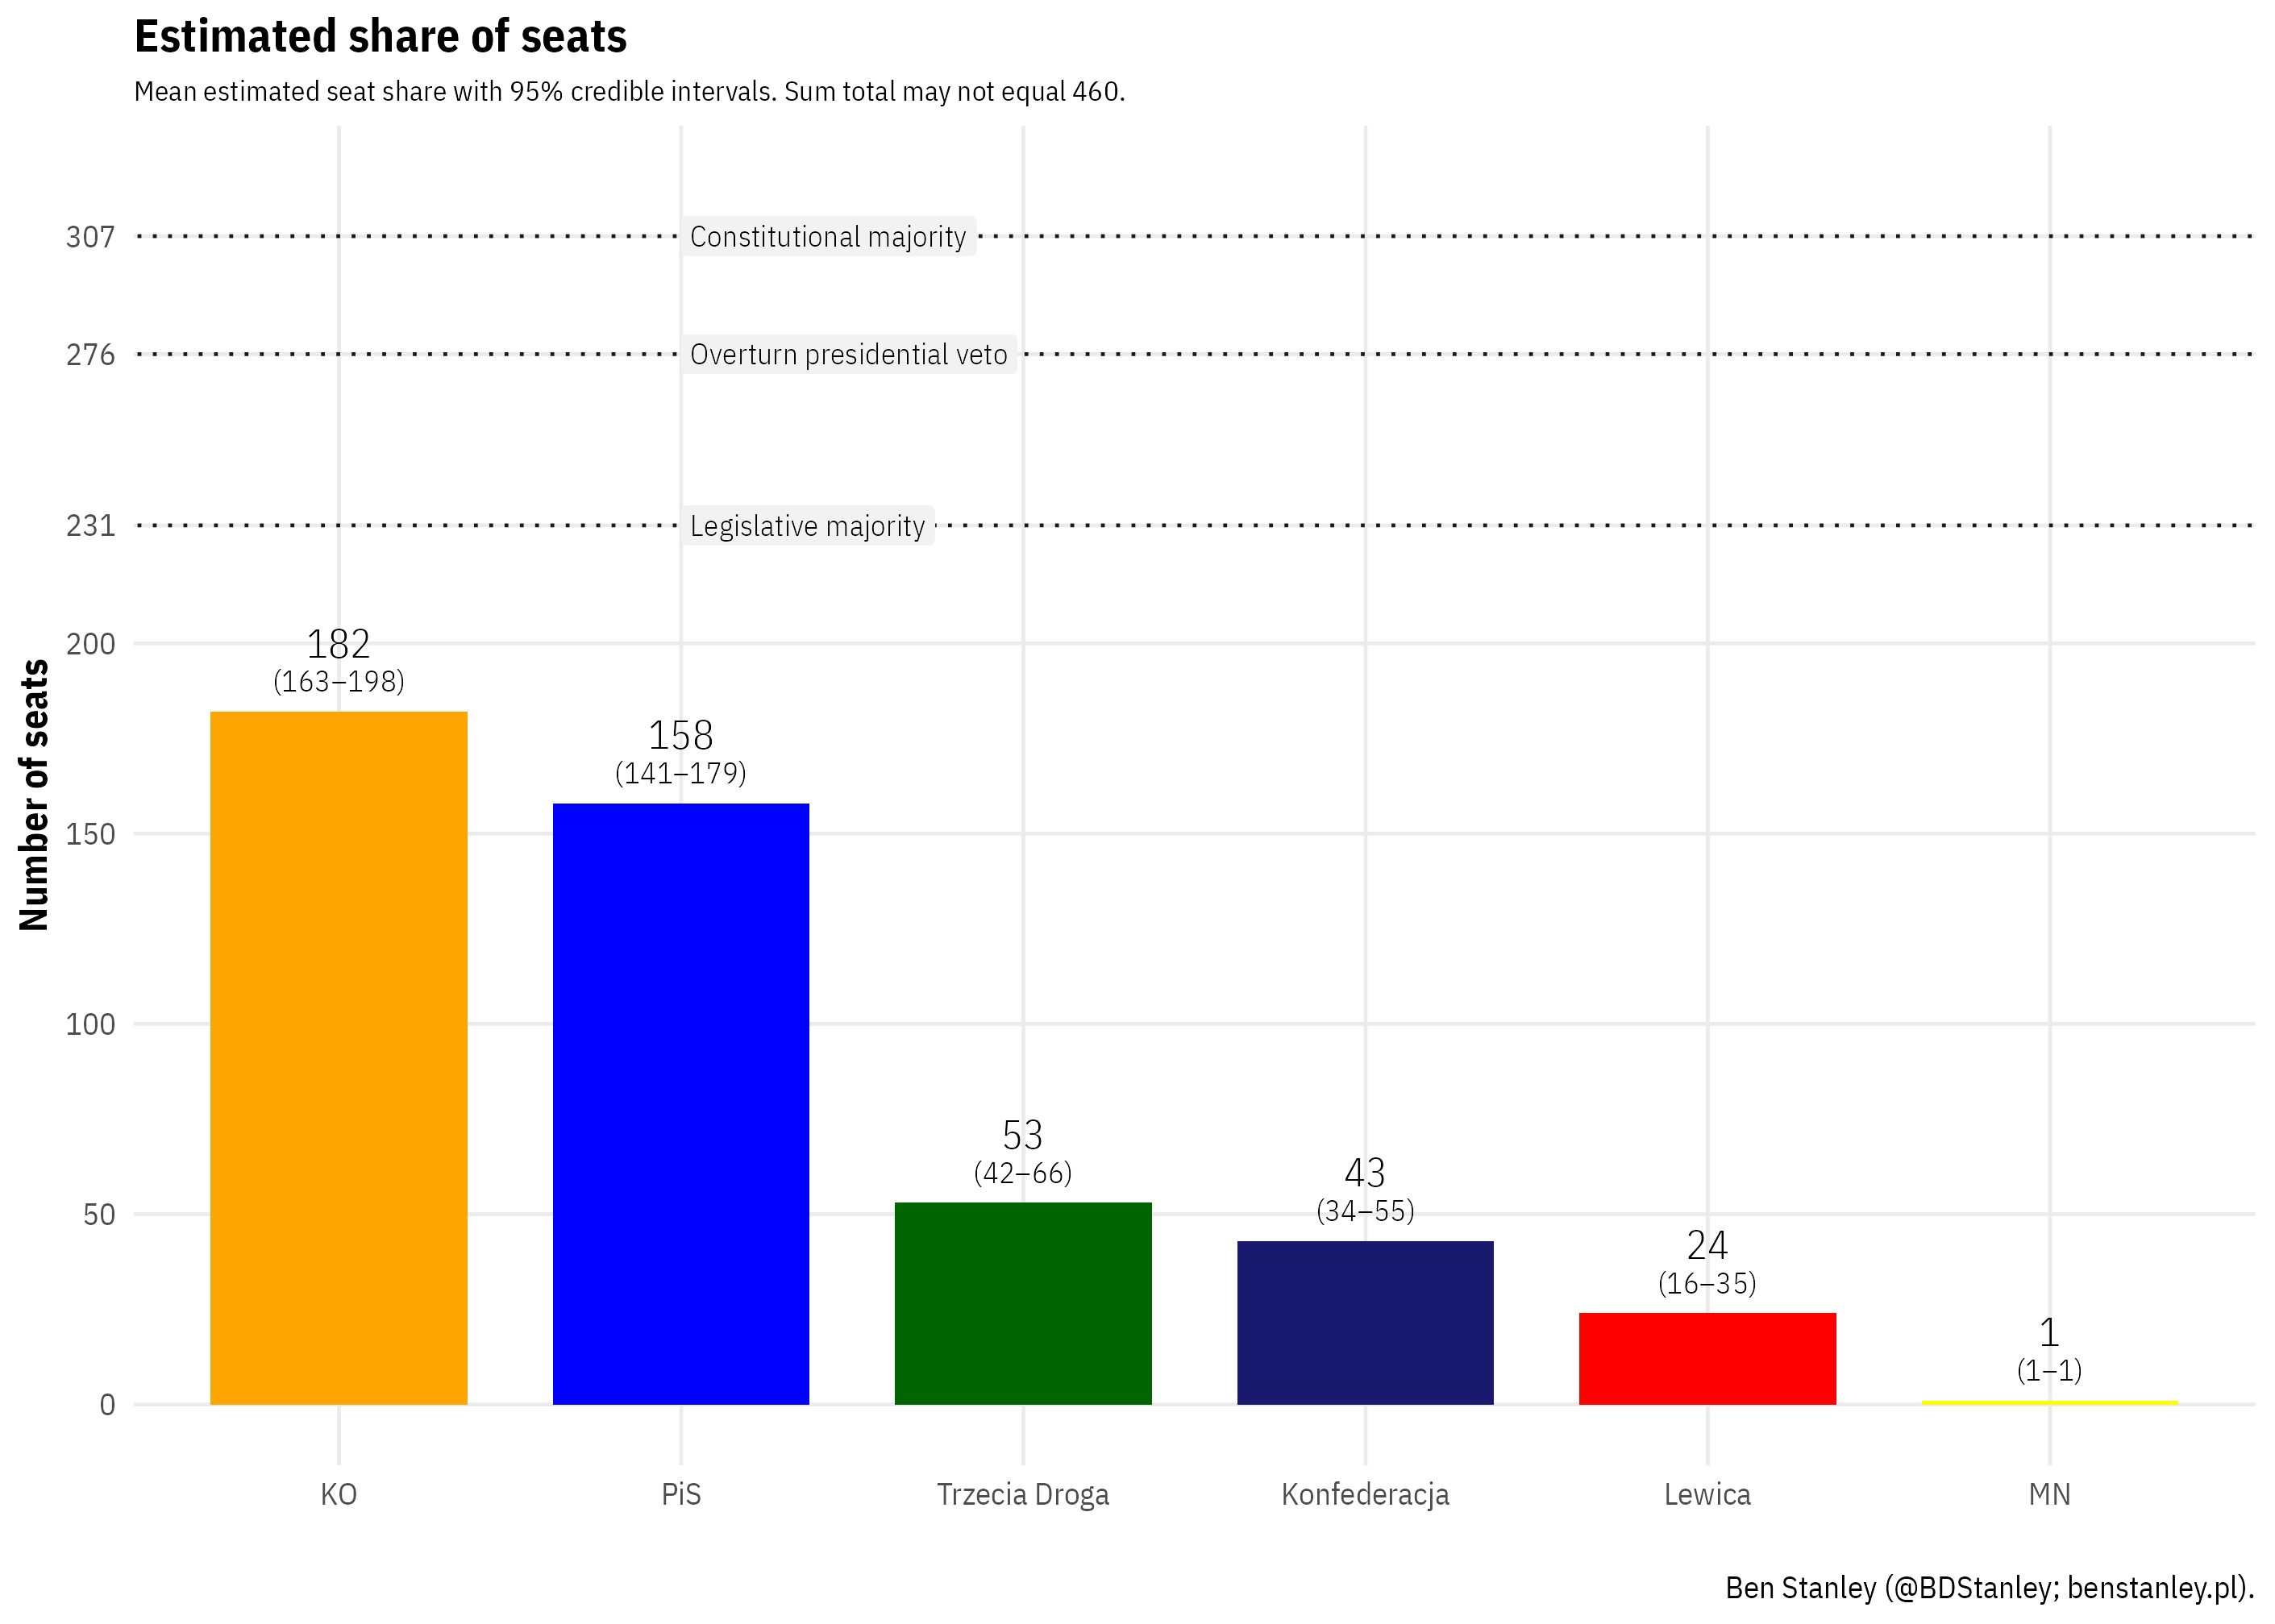 Estimated share of seats
Mean estimated seat share with 95% credible intervals. Sum total may not equal 460.
Number of seats
307
Constitutional majority
276
Overturn presidential veto
231
Legislative majority
200
150
100
50
0
182
(163–198)
158
(141–179)
53
(42–66)
43
(34–55)
24
(16–35)
1
(1–1)
KO
PiS
Trzecia Droga
Konfederacja
Lewica
MN
Ben Stanley (@BDStanley; benstanley.pl).